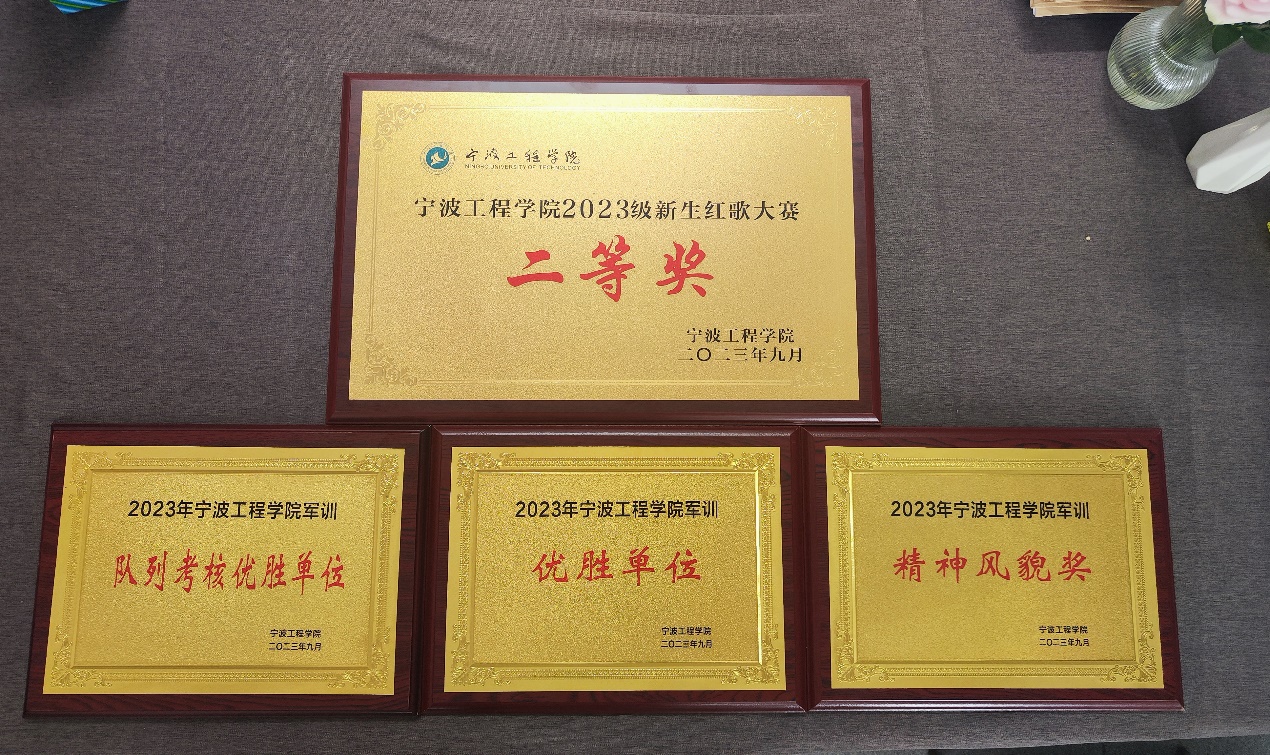 宁波工程学院
NINGBO UNIVERSITY OF TECHNOLOGY
宁波工程学院2023级新生红歌大赛
二等奖
宁波工程学院
二〇二三年九月
2023年宁波工程学院军训
队列考核优胜单位
宁波工程学院
二〇二三年九月
2023年宁波工程学院军训
优胜单位
宁波工程学院
二〇二三年九月
2023年宁波工程学院军训
精神风貌奖
宁波工程学院
二〇二三年九月